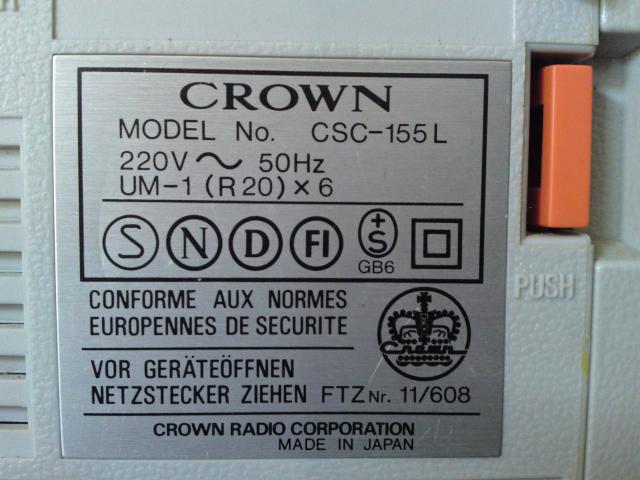 CROWN
MODEL No. CSC-155L
220V ~ 50Hz
UM-1 (R20) × 6
S N D FI +S
GB6
CONFORME AUX NORMES
EUROPENNES DE SECURITE
Crown
VOR GERÄTEÖFFNEN
NETZSTECKER ZIEHEN FTZ Nr. 11/608
CROWN RADIO CORPORATION
MADE IN JAPAN
PUSH